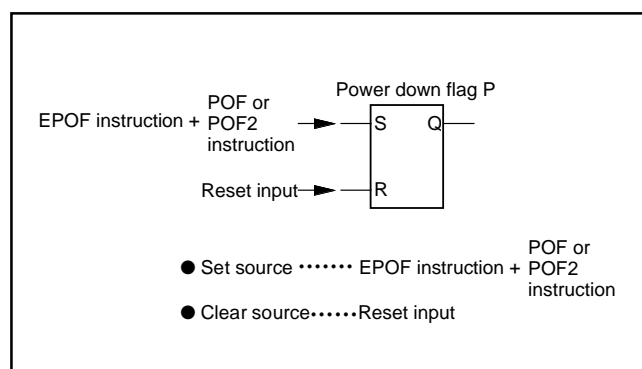 Power down flag P
EPOF instruction +
POF or
POF2
instruction
S
Q
Reset input
R
● Set source ······· EPOF instruction +
POF or
POF2
instruction
● Clear source······Reset input